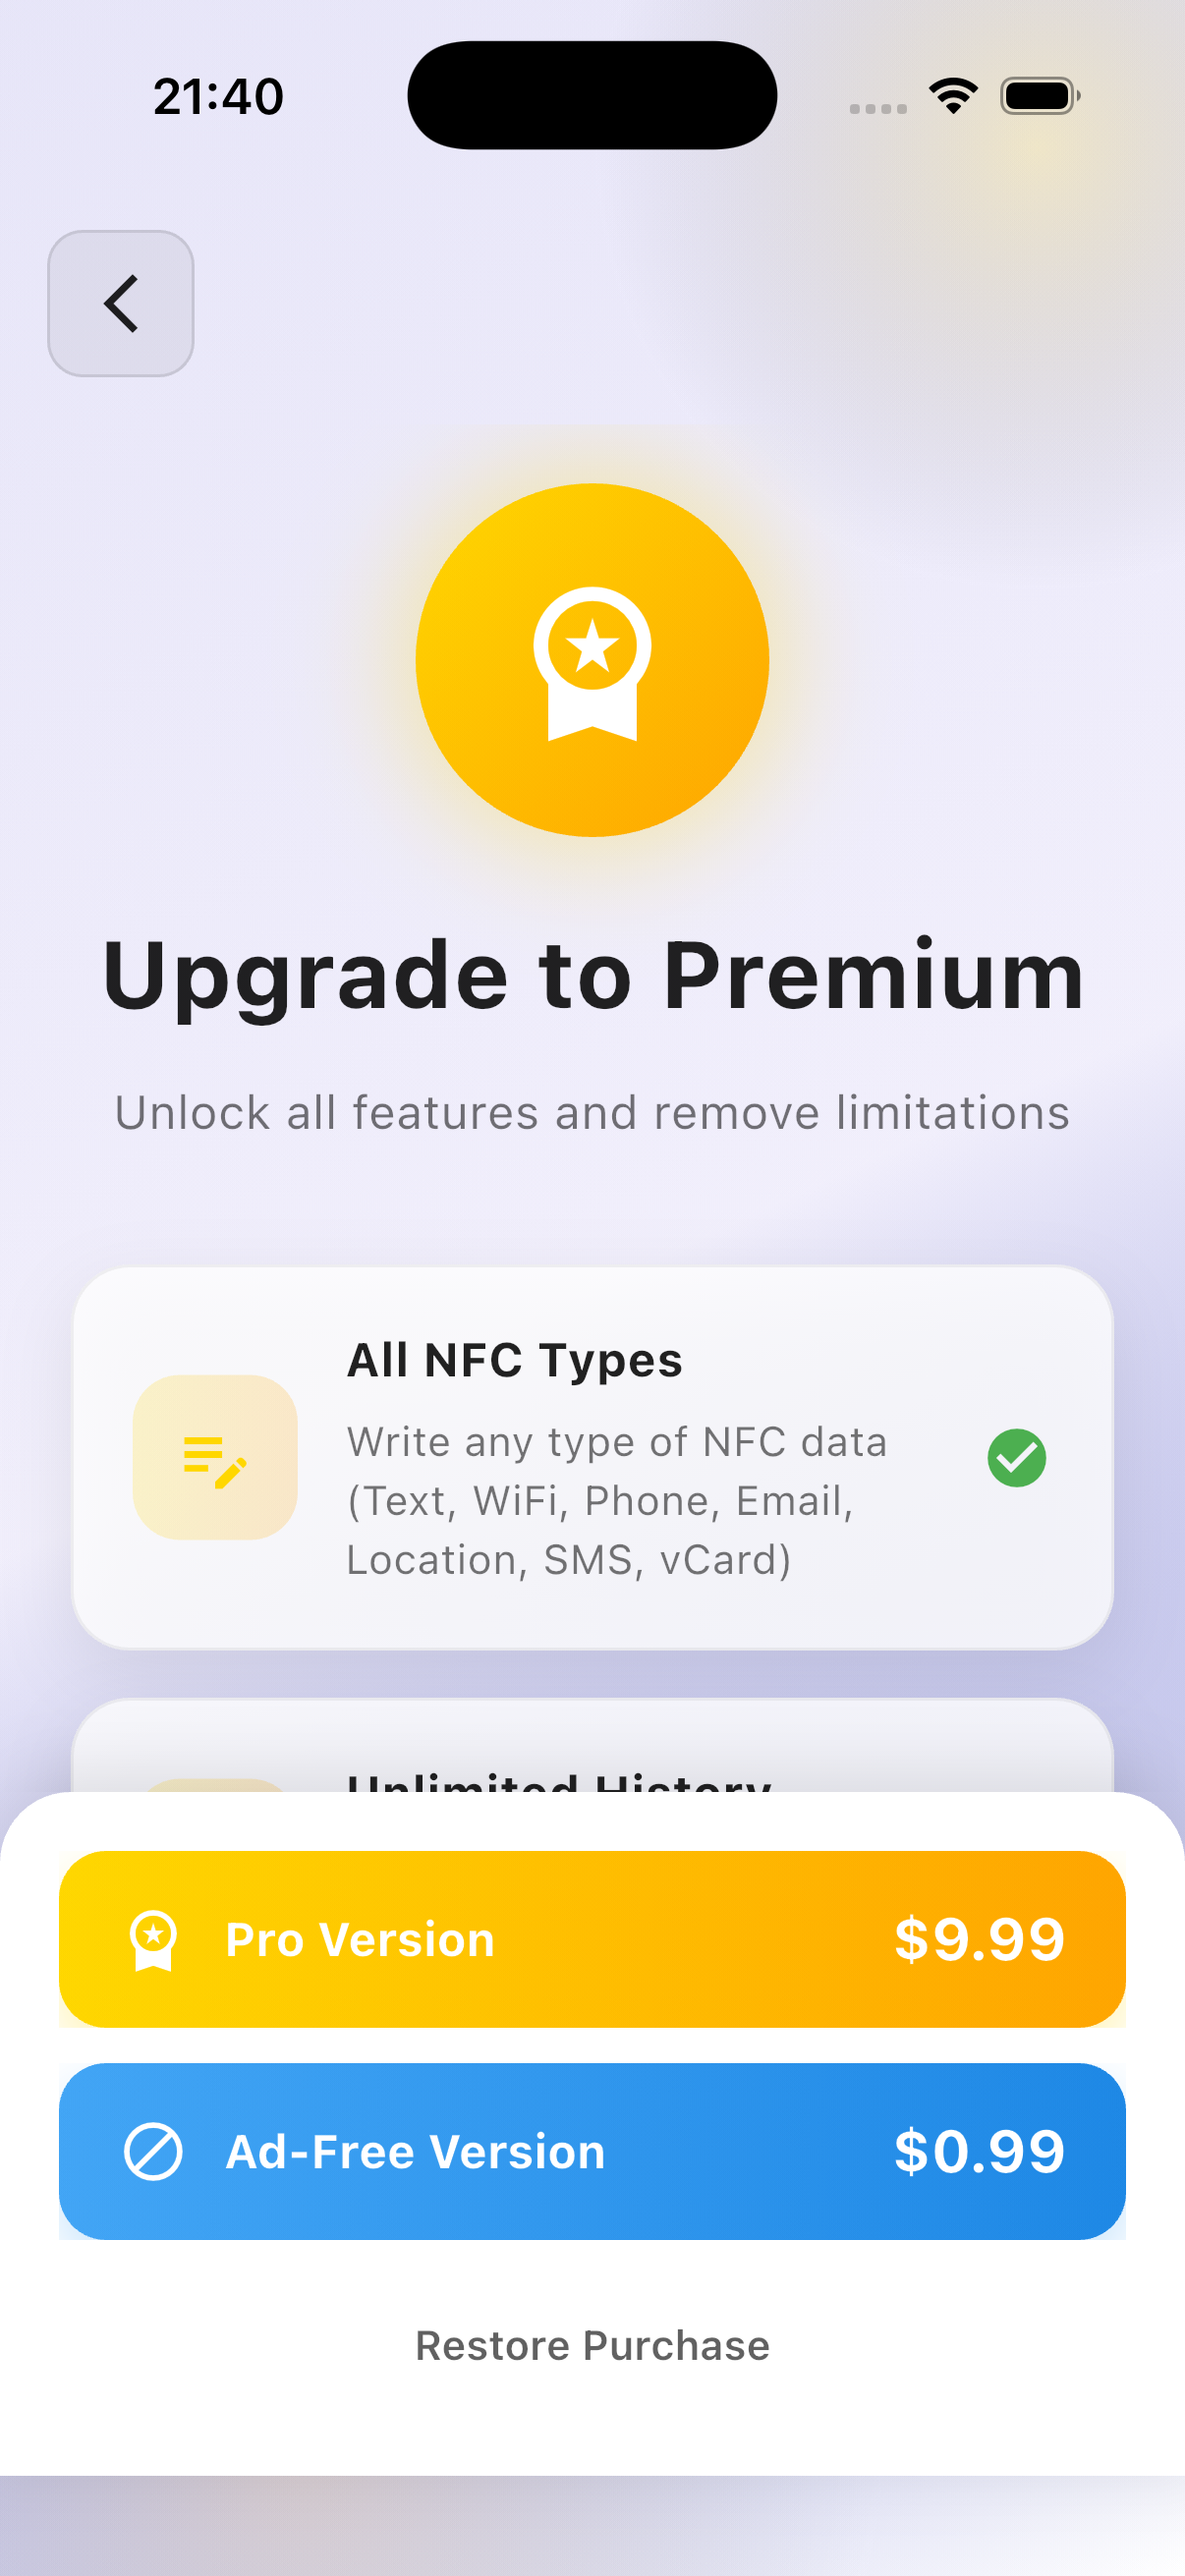 21:40
Upgrade to Premium
Unlock all features and remove limitations
All NFC Types
Write any type of NFC data
(Text, WiFi, Phone, Email,
Location, SMS, vCard)
Unlimited History
Pro Version
$9.99
Ad-Free Version
$0.99
Restore Purchase